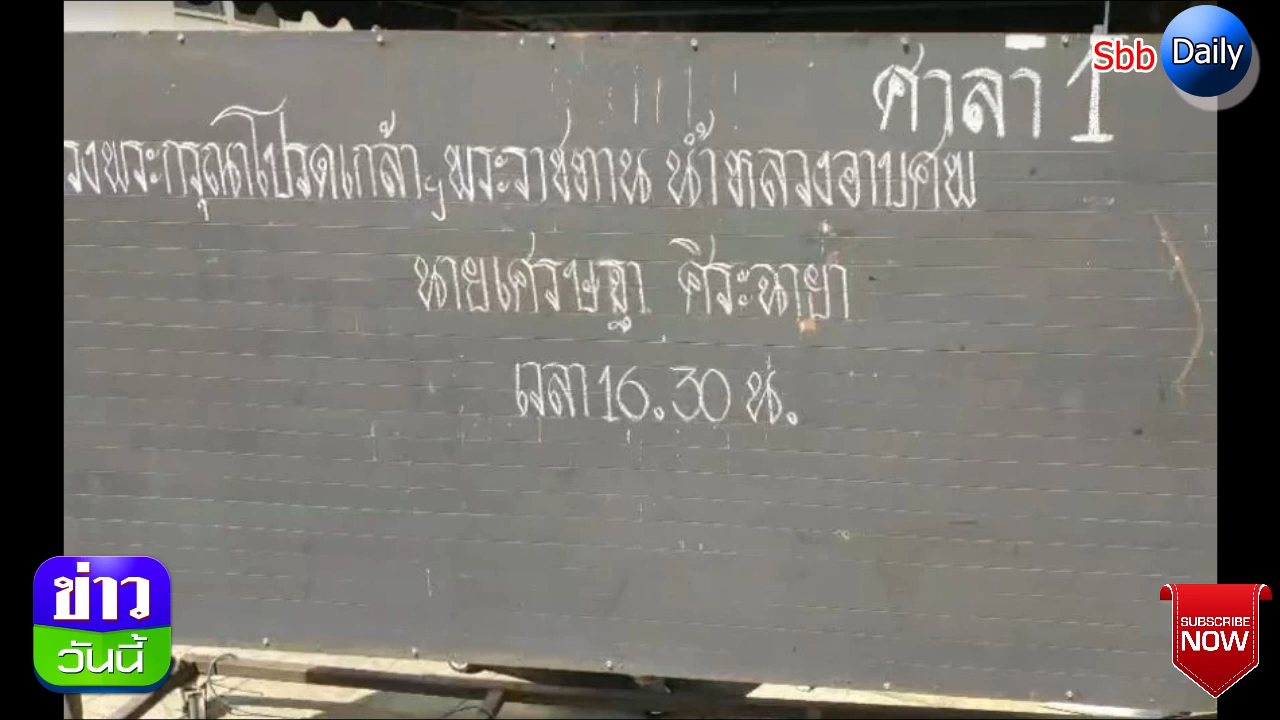 Sbb Daily
ศาลา 1
รงพระกรุณาโปรดเกล้าฯพระราชทาน น้ำหลวงอาบศพ
นายเศรษฐา ศิระฉายา
เวลา 16.30 น.
ข่าว
วันนี้
SUBSCRIBE
NOW